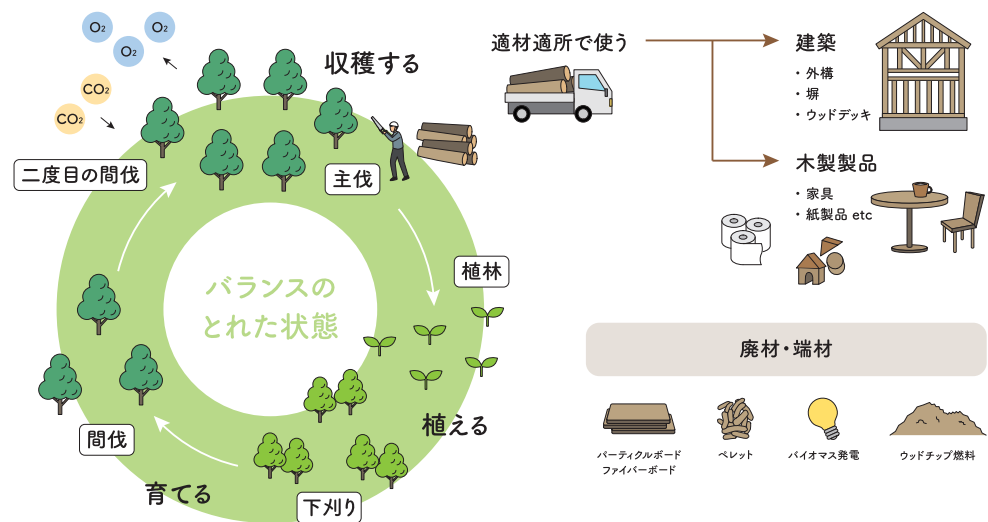 O2
O2
O2
CO2
CO2
収穫する
二度目の間伐
主伐
植林
バランスの
とれた状態
植える
間伐
育てる
下刈り
適材適所で使う
建築
・外構
・塀
・ウッドデッキ
木製製品
・家具
・紙製品 etc
廃材・端材
パーティクルボード
ファイバーボード
ペレット
バイオマス発電
ウッドチップ燃料